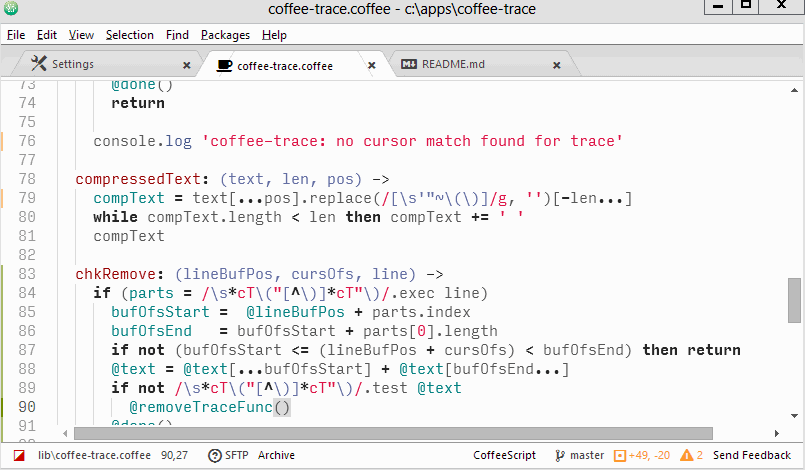 coffee-trace.coffee - c:\apps\coffee-trace
File Edit View Selection Find Packages Help
Settings coffee-trace.coffee README.md
73 @done()
74 return
75
76 console.log 'coffee-trace: no cursor match found for trace'
77
78 compressedText: (text, len, pos) ->
79 compText = text[...pos].replace(/[\s'"~\(\)]/g, '')[-len...]
80 while compText.length < len then compText += ' '
81 compText
82
83 chkRemove: (lineBufPos, cursOfs, line) ->
84 if (parts = /\s*cT\("[^\)]*cT"\)/.exec line)
85 bufOfsStart = @lineBufPos + parts.index
86 bufOfsEnd = bufOfsStart + parts[0].length
87 if not (bufOfsStart <= (lineBufPos + cursOfs) < bufOfsEnd) then return
88 @text = @text[...bufOfsStart] + @text[bufOfsEnd...]
89 if not /\s*cT\("[^\)]*cT"\)/.test @text
90 @removeTraceFunc()
91 @done()
lib\coffee-trace.coffee 90,27 SFTP Archive CoffeeScript master +49, -20 2 Send Feedback